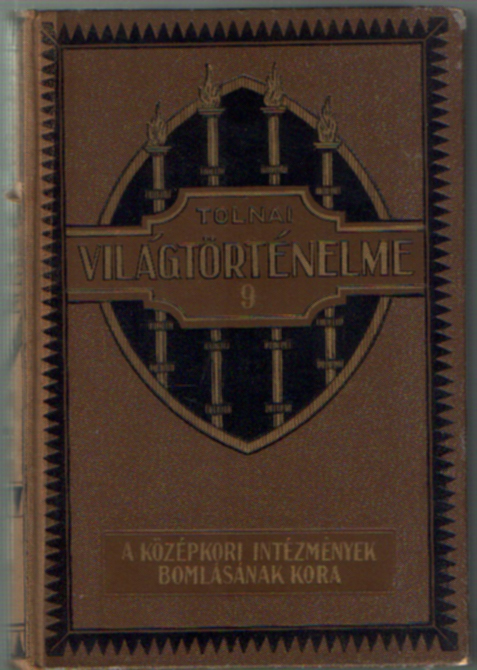 TOLNAI
VILÁGTÖRTÉNELME
9
A KÖZÉPKORI INTÉZMÉNYEK
BOMLÁSÁNAK KORA